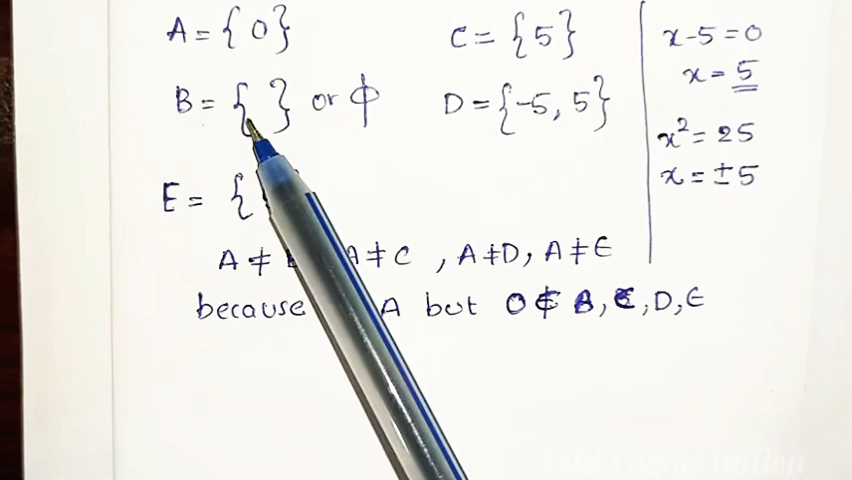 A = { 0 }
C = { 5 }
B = { } or ϕ
D = { -5, 5 }
E = {
A ≠ A ≠ C , A ≠ D, A ≠ E
because A but 0 ∉ B, C, D, E
x - 5 = 0
x = 5
x² = 25
x = ± 5